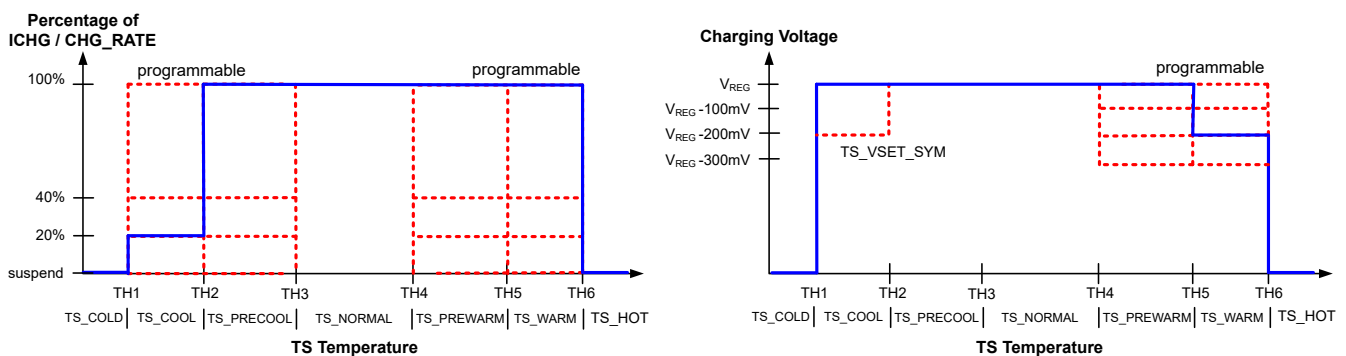 Percentage of
ICHG / CHG_RATE
programmable
programmable
100%
40%
20%
suspend
TH1
TH2
TH3
TH4
TH5
TH6
TS_COLD
TS_COOL
TS_PRECOOL
TS_NORMAL
TS_PREWARM
TS_WARM
TS_HOT
TS Temperature
Charging Voltage
programmable
VREG
VREG -100mV
VREG -200mV
VREG -300mV
TS_VSET_SYM
TH1
TH2
TH3
TH4
TH5
TH6
TS_COLD
TS_COOL
TS_PRECOOL
TS_NORMAL
TS_PREWARM
TS_WARM
TS_HOT
TS Temperature